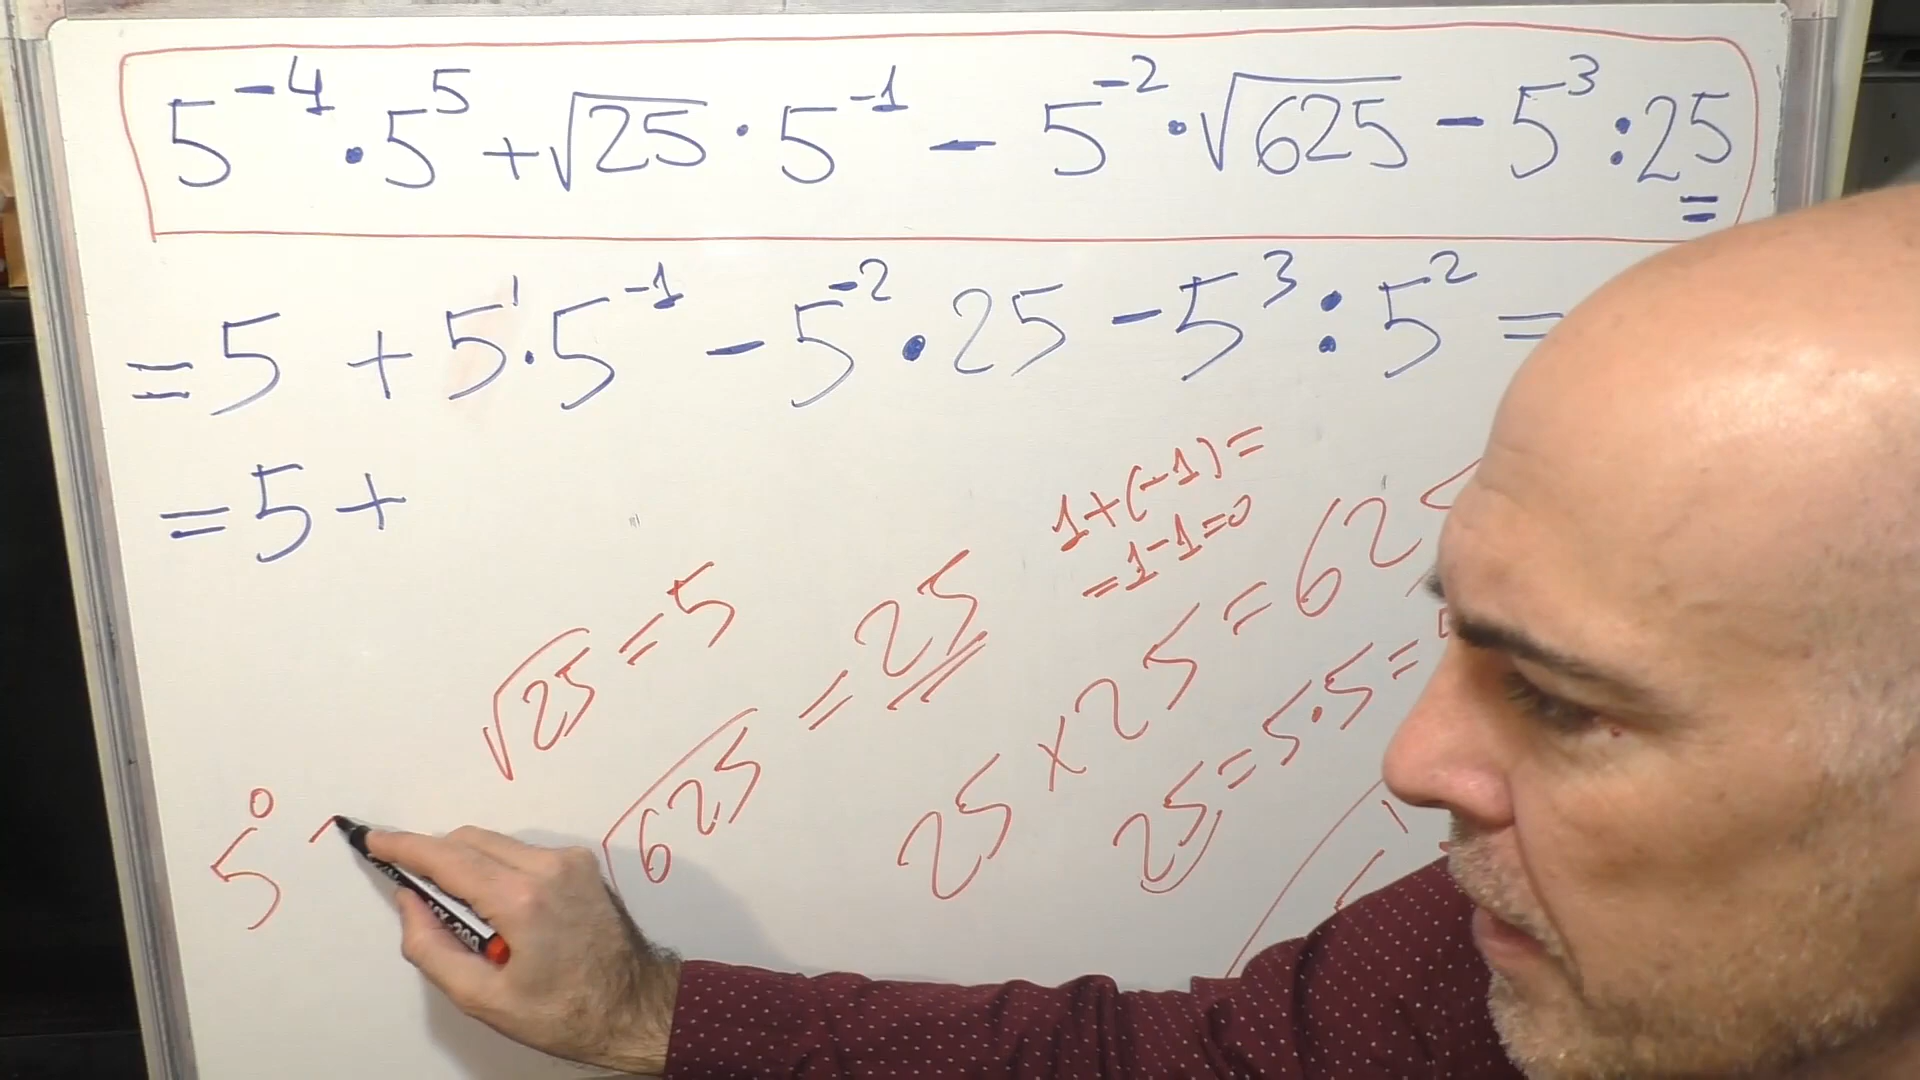 5⁻⁴ · 5⁵ + √25 · 5⁻¹ − 5⁻² · √625 − 5³ : 25 =
= 5 + 5¹ · 5⁻¹ − 5⁻² · 25 − 5³ : 5² =
= 5 +
1+(-1)=
=1-1=0
√25 = 5
√625 = 25
25 × 25 = 625
25 = 5·5 =
5⁰